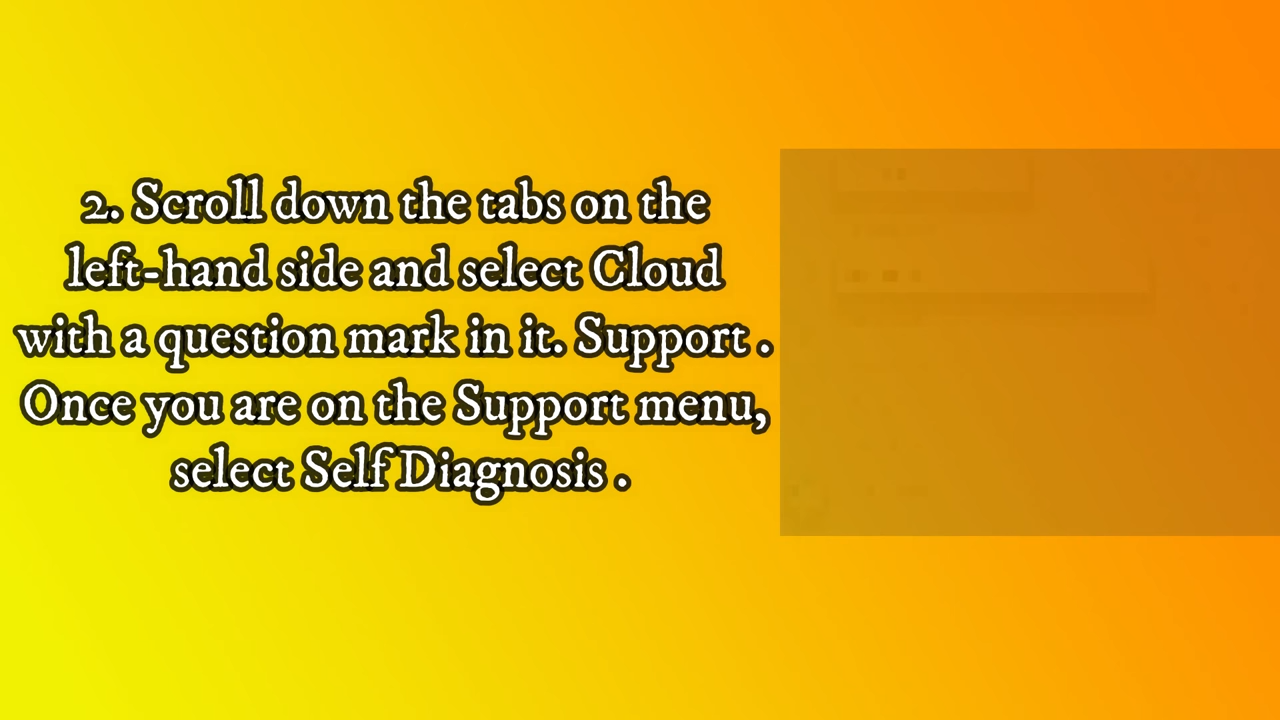 2. Scroll down the tabs on the
left-hand side and select Cloud
with a question mark in it. Support .
Once you are on the Support menu,
select Self Diagnosis .